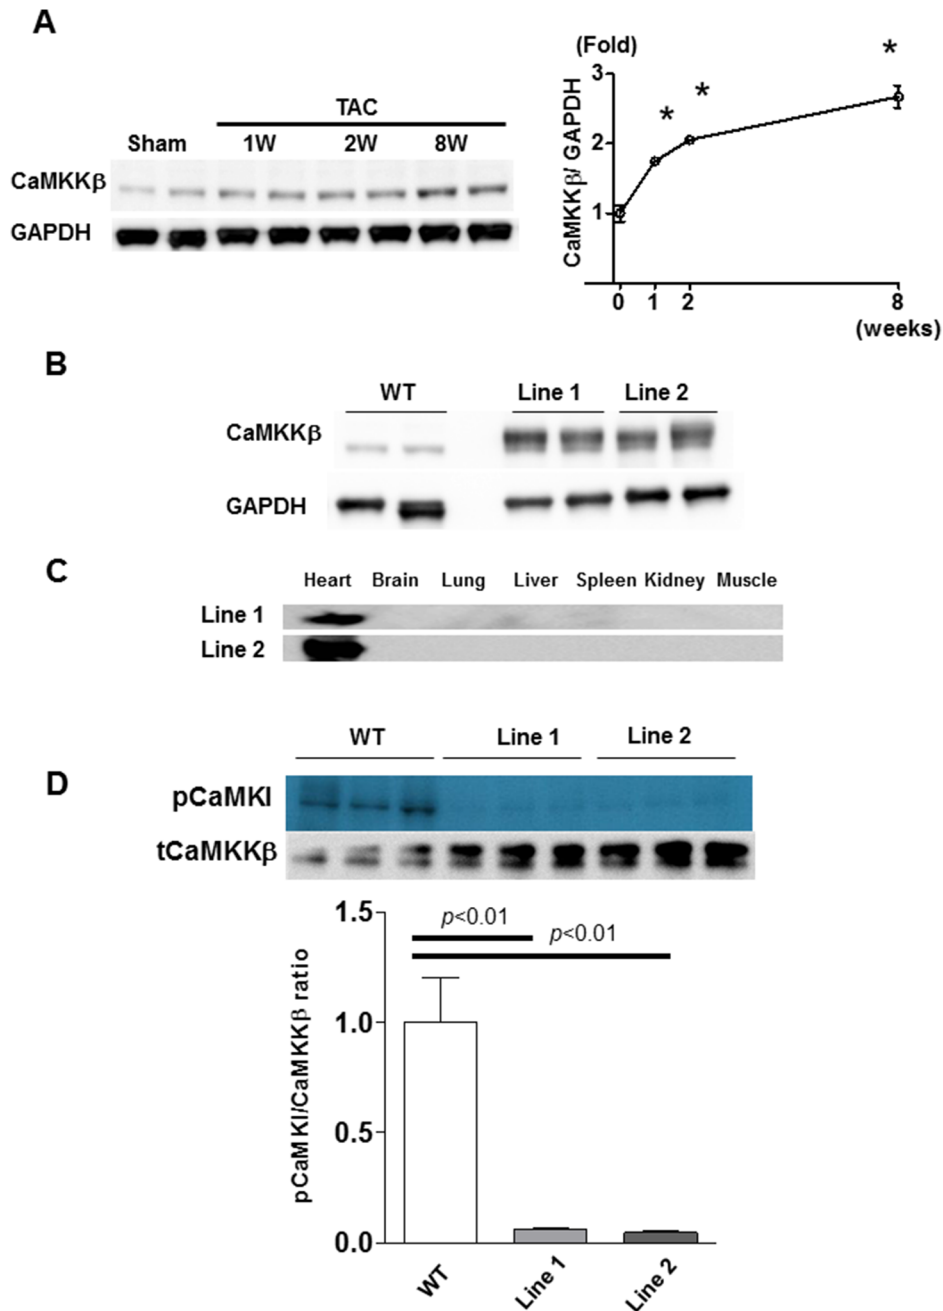 A
TAC
Sham 1W 2W 8W
CaMKKβ
GAPDH
(Fold)
CaMKKβ/ GAPDH
3
2
1
* * *
0 1 2 8
(weeks)
B
WT Line 1 Line 2
CaMKKβ
GAPDH
C
Heart Brain Lung Liver Spleen Kidney Muscle
Line 1
Line 2
D
WT Line 1 Line 2
pCaMKI
tCaMKKβ
pCaMKI/CaMKKβ ratio
1.5
1.0
0.5
0.0
p<0.01
p<0.01
WT Line 1 Line 2